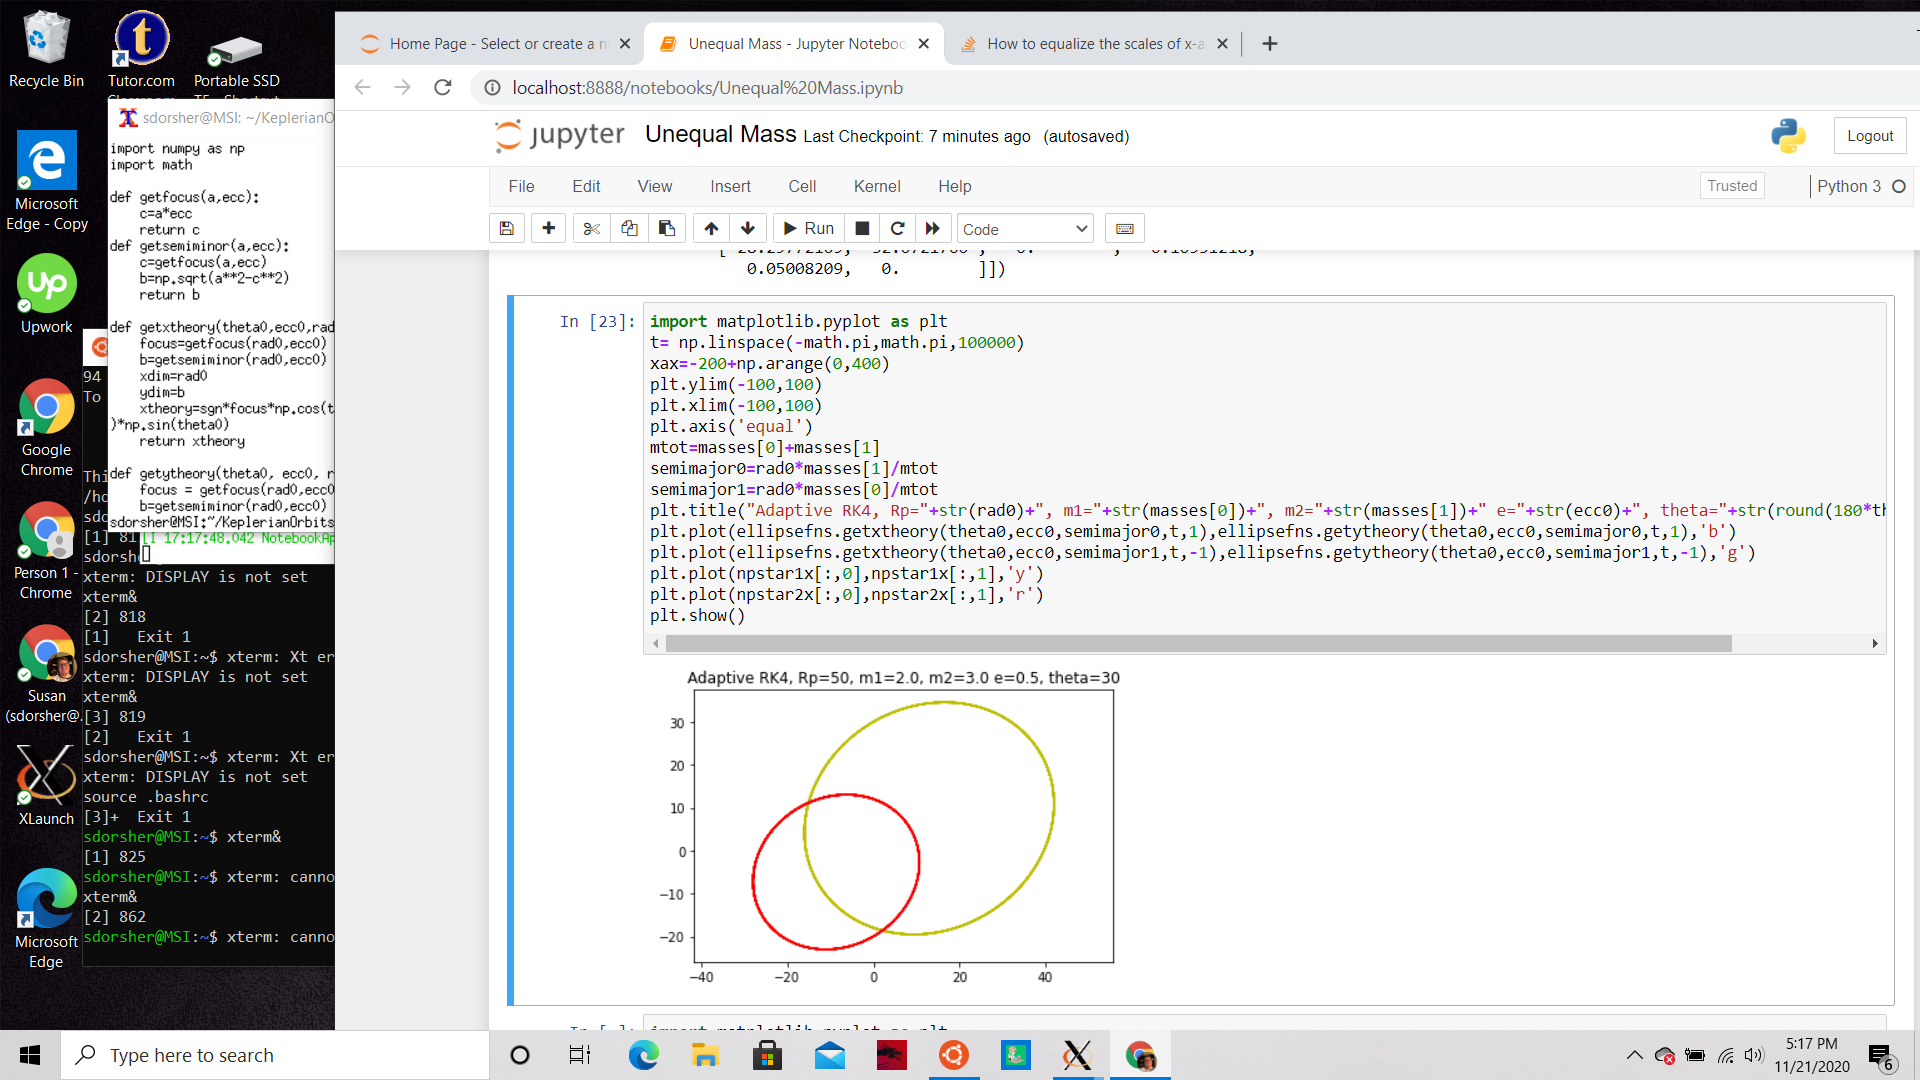 Recycle Bin
Tutor.com
Portable SSD
Microsoft
Edge - Copy
Upwork
Google
Chrome
Person 1 -
Chrome
Susan
(sdorsher@.
XLaunch
Microsoft
Edge
sdorsher@MSI: ~/KeplerianO
import numpy as np
import math
def getfocus(a,ecc):
c=a*ecc
return c
def getsemiminor(a,ecc):
c=getfocus(a,ecc)
b=np.sqrt(a**2-c**2)
return b
def getxtheory(theta0,ecc0,rad
focus=getfocus(rad0,ecc0)
b=getsemiminor(rad0,ecc0)
xdim=rad0
ydim=b
xtheory=sgn*focus*np.cos(t
)*np.sin(theta0)
return xtheory
def getytheory(theta0, ecc0, r
focus = getfocus(rad0,ecc0
b=getsemiminor(rad0,ecc0)
sdorsher@MSI:~/KeplerianOrbits
94
To
Thi
/ho
sdo
[1] 81
[I 17:17:48.042 NotebookAp
sdorsh
xterm: DISPLAY is not set
xterm&
[2] 818
[1]   Exit 1
sdorsher@MSI:~$ xterm: Xt er
xterm: DISPLAY is not set
xterm&
[3] 819
[2]   Exit 1
sdorsher@MSI:~$ xterm: Xt er
xterm: DISPLAY is not set
source .bashrc
[3]+  Exit 1
sdorsher@MSI:~$ xterm&
[1] 825
sdorsher@MSI:~$ xterm: canno
xterm&
[2] 862
sdorsher@MSI:~$ xterm: canno
Home Page - Select or create a n
Unequal Mass - Jupyter Noteboo
How to equalize the scales of x-a
localhost:8888/notebooks/Unequal%20Mass.ipynb
jupyter Unequal Mass Last Checkpoint: 7 minutes ago (autosaved)
Logout
File Edit View Insert Cell Kernel Help
Trusted
Python 3
Run
Code
0.05008209,   0.        ]])
In [23]:
import matplotlib.pyplot as plt
t= np.linspace(-math.pi,math.pi,100000)
xax=-200+np.arange(0,400)
plt.ylim(-100,100)
plt.xlim(-100,100)
plt.axis('equal')
mtot=masses[0]+masses[1]
semimajor0=rad0*masses[1]/mtot
semimajor1=rad0*masses[0]/mtot
plt.title("Adaptive RK4, Rp="+str(rad0)+", m1="+str(masses[0])+", m2="+str(masses[1])+" e="+str(ecc0)+", theta="+str(round(180*th
plt.plot(ellipsefns.getxtheory(theta0,ecc0,semimajor0,t,1),ellipsefns.getytheory(theta0,ecc0,semimajor0,t,1),'b')
plt.plot(ellipsefns.getxtheory(theta0,ecc0,semimajor1,t,-1),ellipsefns.getytheory(theta0,ecc0,semimajor1,t,-1),'g')
plt.plot(npstar1x[:,0],npstar1x[:,1],'y')
plt.plot(npstar2x[:,0],npstar2x[:,1],'r')
plt.show()
Adaptive RK4, Rp=50, m1=2.0, m2=3.0 e=0.5, theta=30
30
20
10
0
−10
−20
−40 −20 0 20 40
Type here to search
5:17 PM
11/21/2020
6